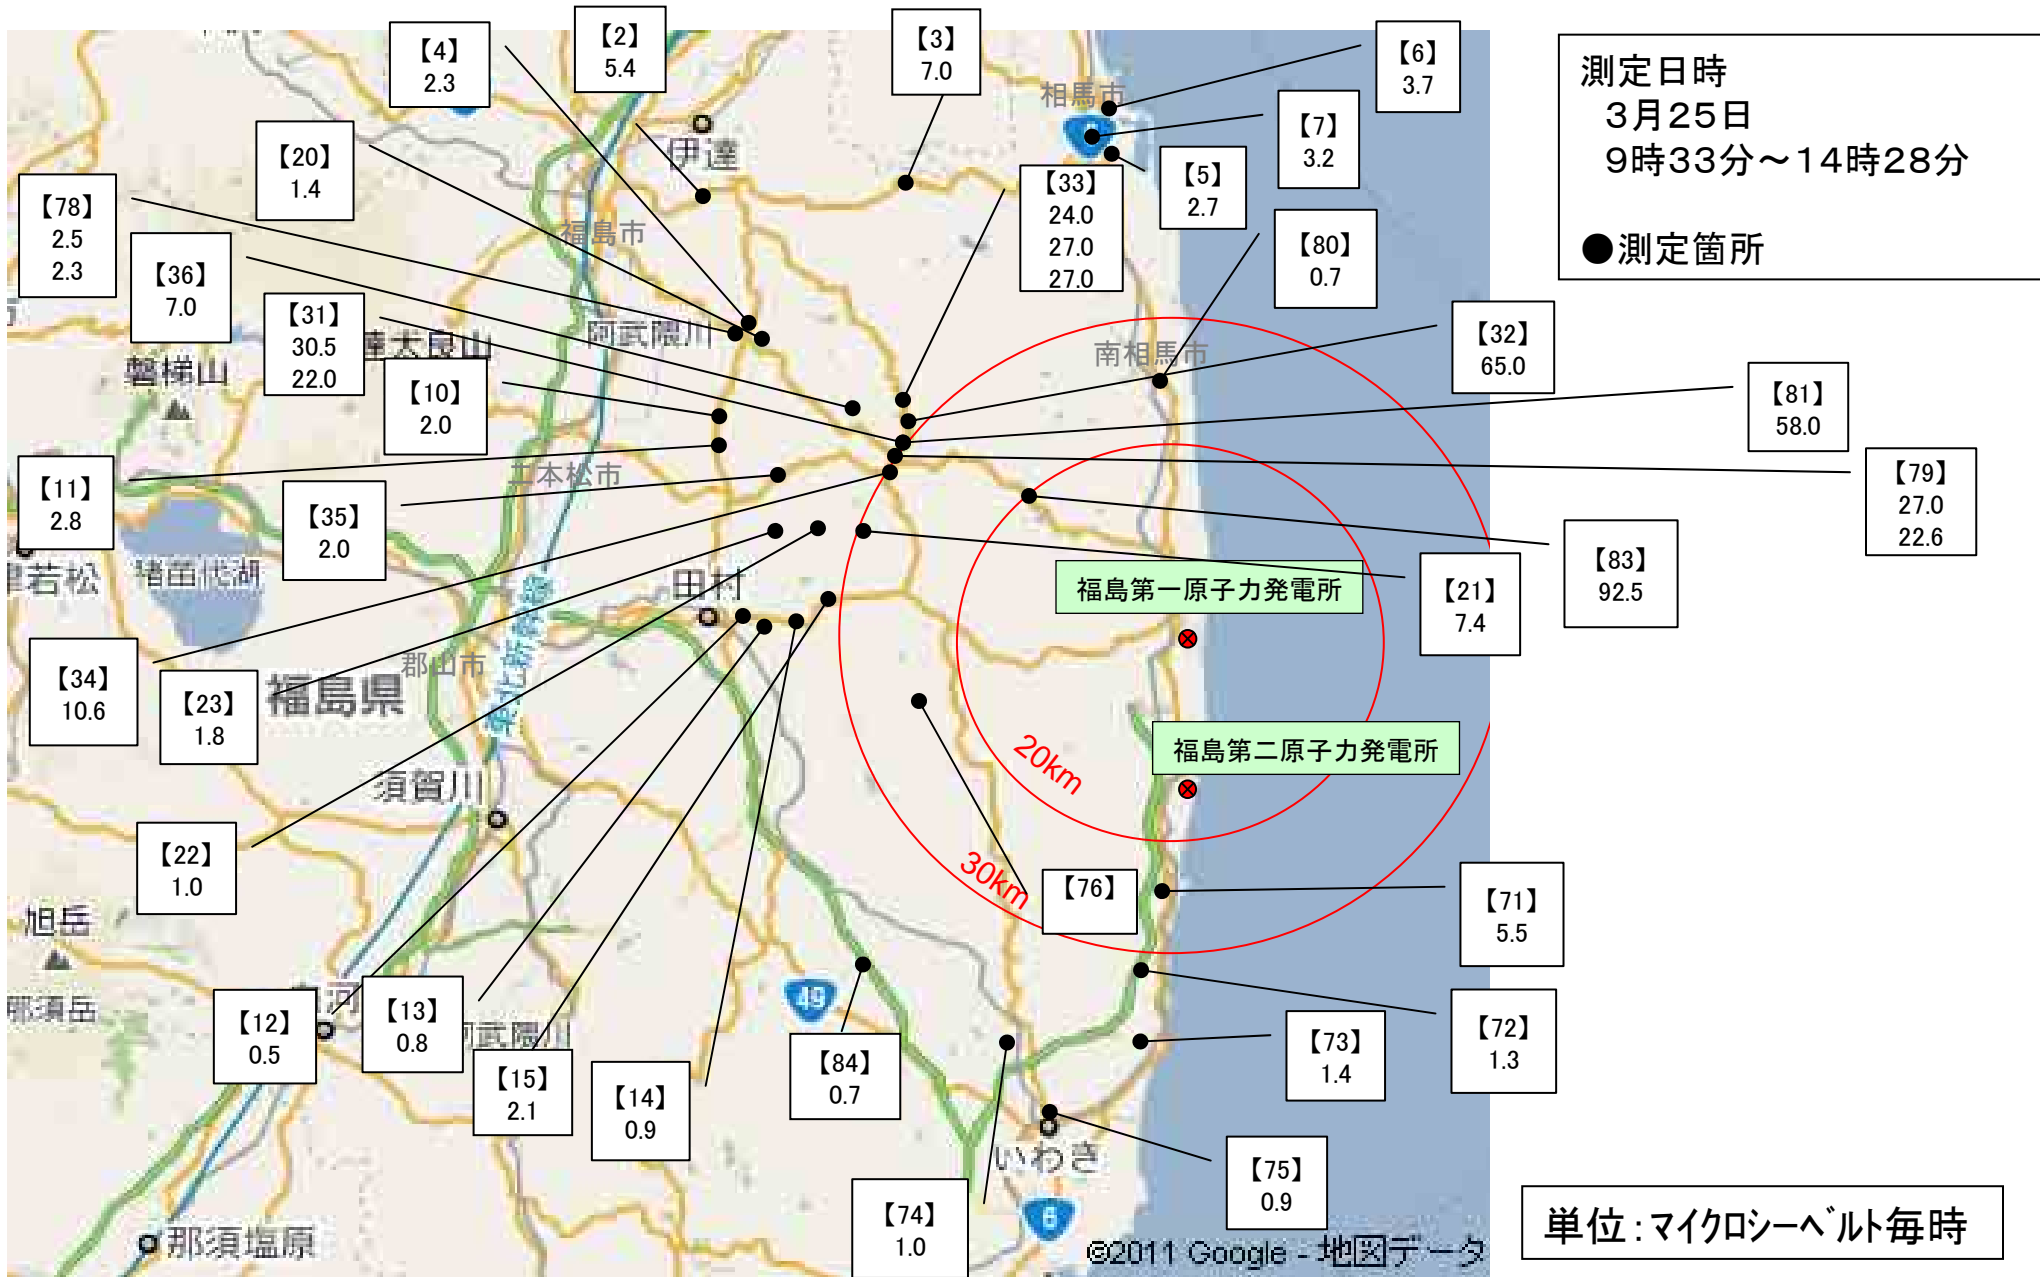 【4】
2.3
【2】
5.4
【3】
7.0
【6】
3.7
測定日時
3月25日
9時33分～14時28分
●測定箇所
相馬市
【7】
3.2
伊達
【20】
1.4
【33】
24.0
27.0
27.0
【5】
2.7
【78】
2.5
2.3
福島市
【36】
7.0
【80】
0.7
【31】
30.5
22.0
阿武隈川
南相馬市
【32】
65.0
磐梯山
【10】
2.0
【81】
58.0
二本松市
【11】
2.8
【35】
2.0
【79】
27.0
22.6
猪苗代湖
田村
福島第一原子力発電所
【21】
7.4
【83】
92.5
東北新幹線
郡山市
福島県
【34】
10.6
【23】
1.8
福島第二原子力発電所
20km
須賀川
【22】
1.0
30km
【76】
旭岳
【71】
5.5
那須岳
49
【12】
0.5
【13】
0.8
阿武隈川
【15】
2.1
【14】
0.9
【84】
0.7
【73】
1.4
【72】
1.3
いわき
【75】
0.9
【74】
1.0
6
那須塩原
©2011 Google - 地図データ
単位：マイクロシーベルト毎時